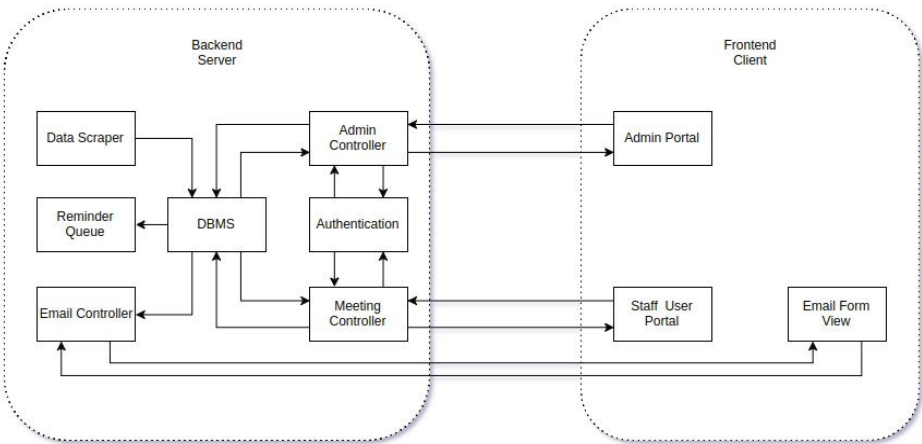 Backend
Server
Frontend
Client
Data Scraper
Admin
Controller
Admin Portal
Reminder
Queue
DBMS
Authentication
Email Controller
Meeting
Controller
Staff User
Portal
Email Form
View